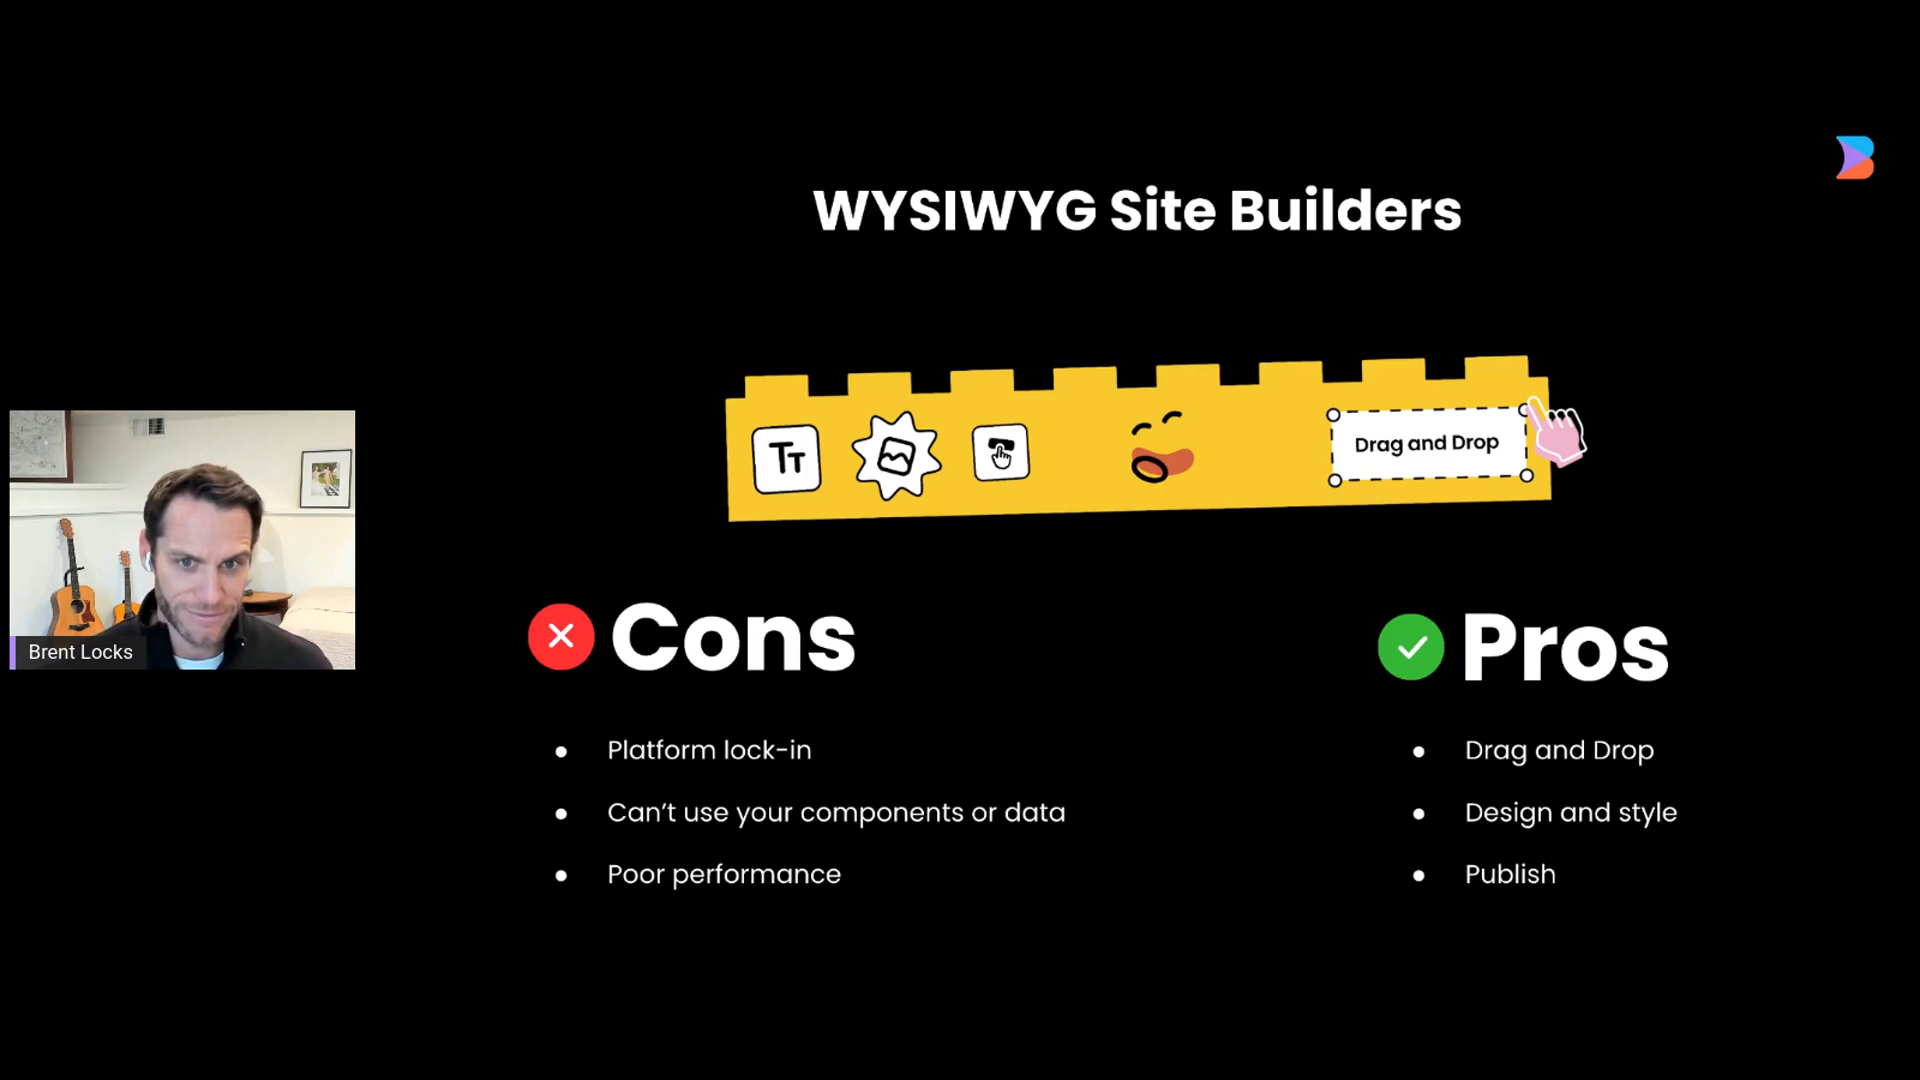 WYSIWYG Site Builders
TT
Drag and Drop
Brent Locks
Cons
Platform lock-in
Can’t use your components or data
Poor performance
Pros
Drag and Drop
Design and style
Publish